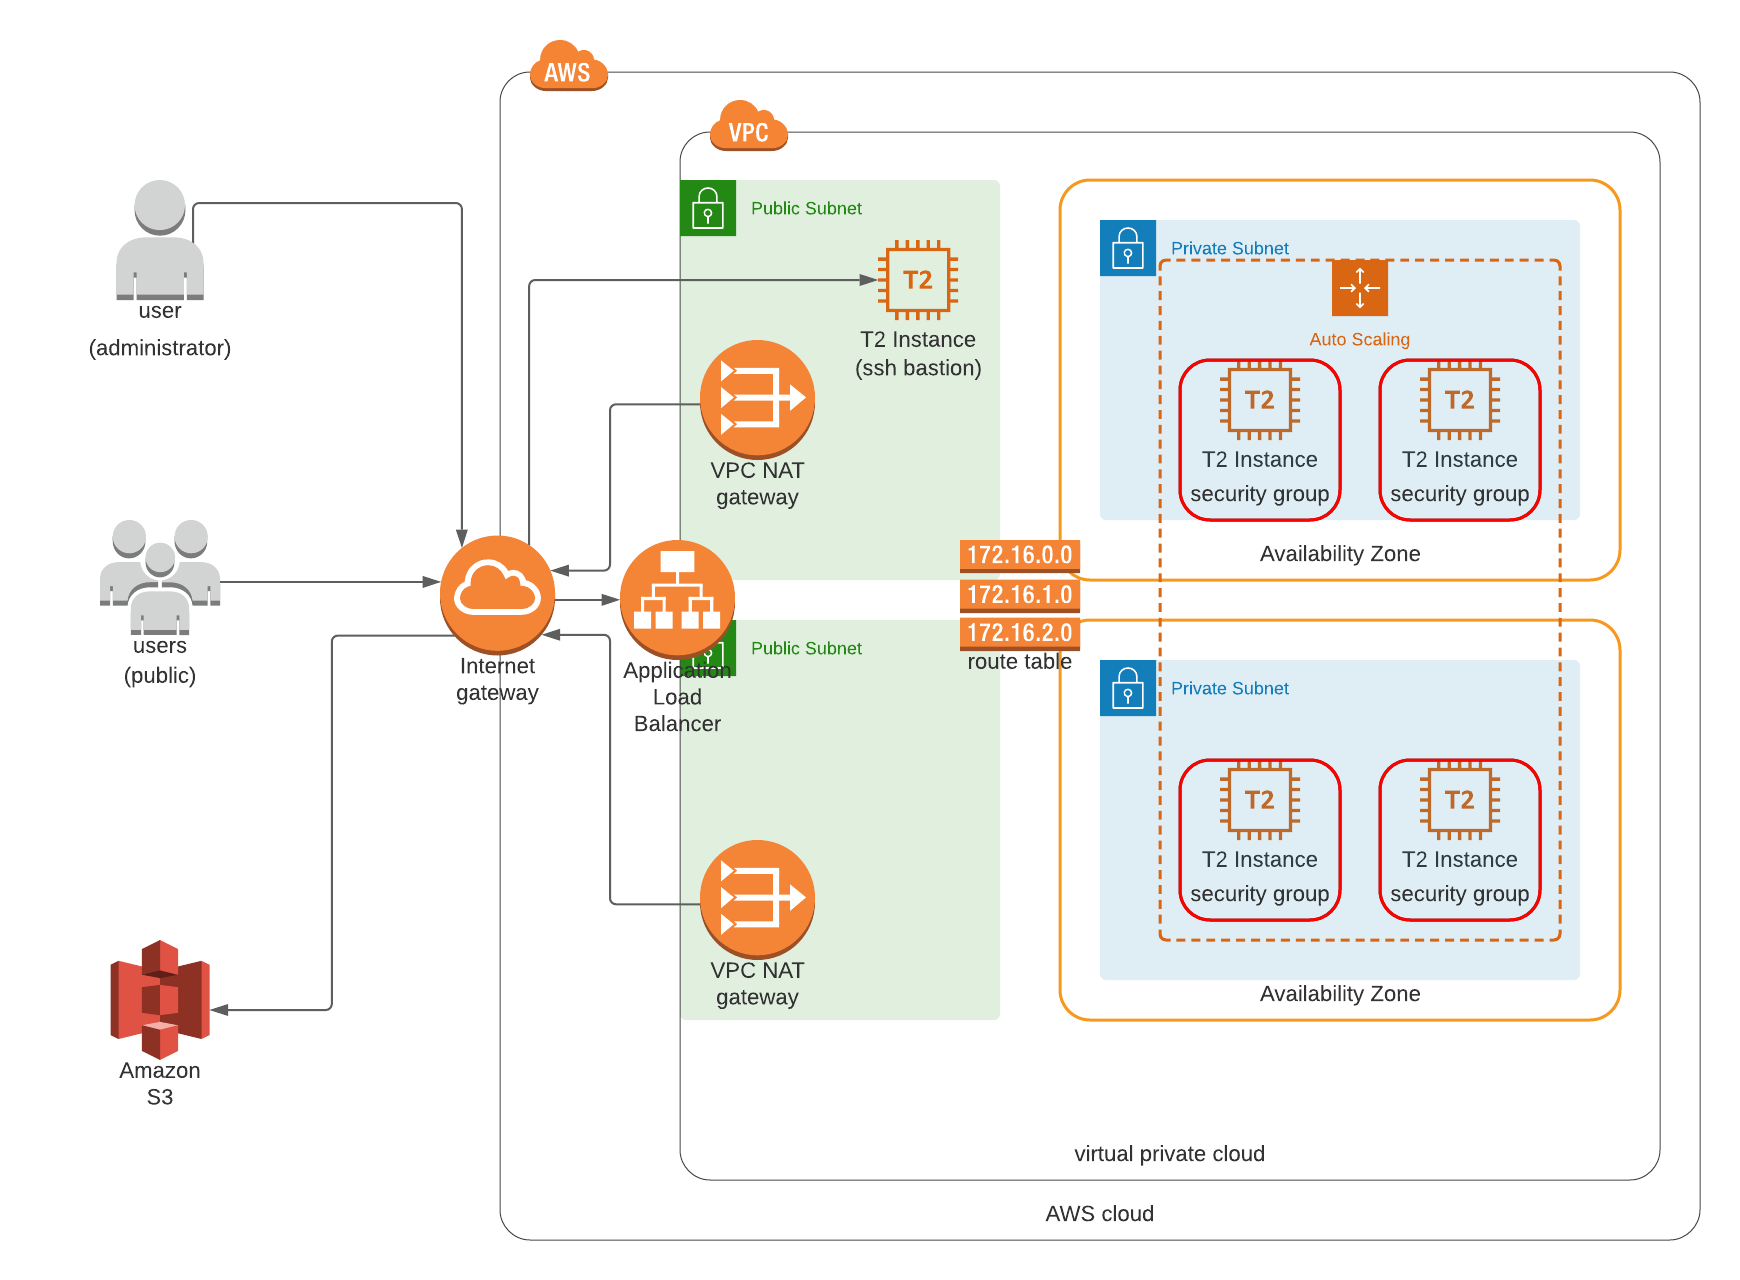 AWS
VPC
Public Subnet
Private Subnet
T2
T2 Instance
(ssh bastion)
Auto Scaling
user
(administrator)
VPC NAT
gateway
T2
T2 Instance
security group
T2
T2 Instance
security group
172.16.0.0
172.16.1.0
172.16.2.0
route table
Availability Zone
users
(public)
Internet
gateway
Application
Load
Balancer
Public Subnet
Private Subnet
T2
T2 Instance
security group
T2
T2 Instance
security group
VPC NAT
gateway
Availability Zone
Amazon
S3
virtual private cloud
AWS cloud